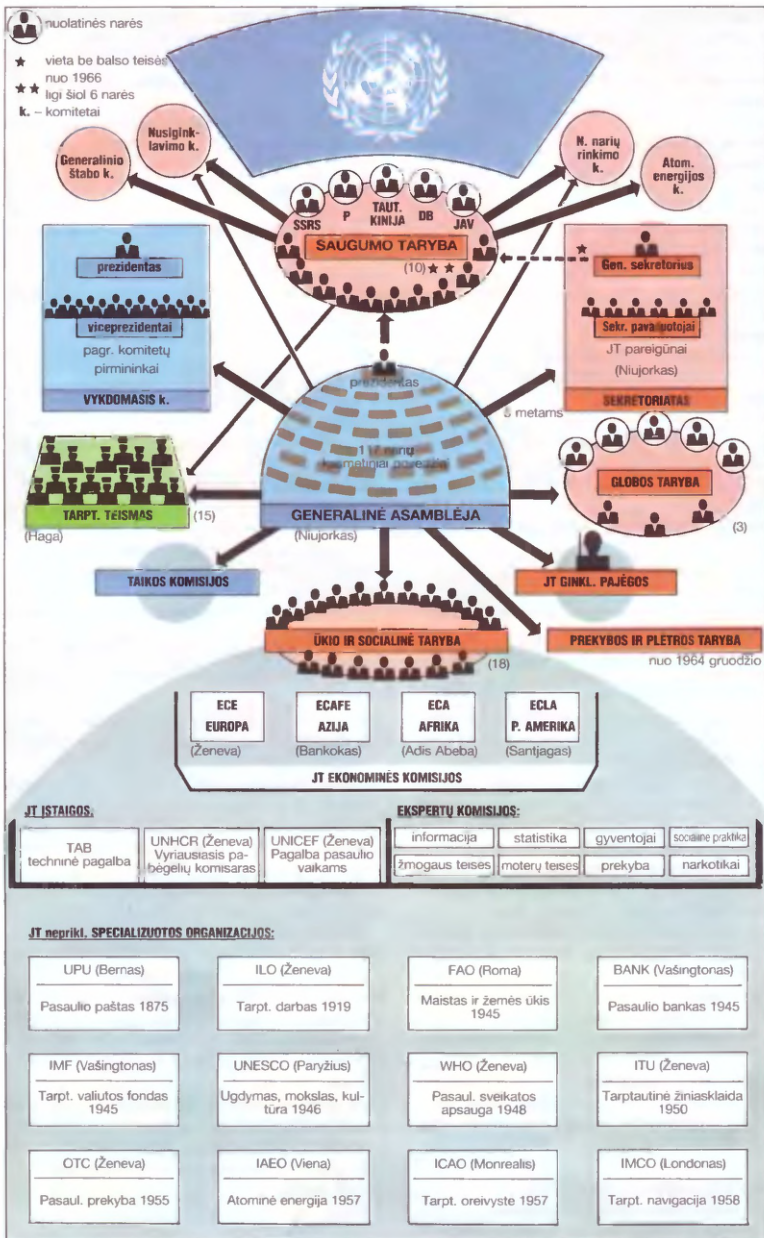 nuolatinės narės
★ vieta be balso teisės
nuo 1966
★★ ligi šiol 6 narės
k. – komitetai
Generalinio
štabo k.
Nusigink-
lavimo k.
N. narių
rinkimo
k.
Atom.
energijos
k.
SSRS
P
TAUT.
KINIJA
DB
JAV
SAUGUMO TARYBA
(10) ★★
★
prezidentas
viceprezidentai
pagr. komitetų
pirmininkai
VYKDOMASIS k.
Gen. sekretorius
Sekr. pavaduotojai
JT pareigūnai
(Niujorkas)
SEKRETORIATAS
prezidentas
5 metams
117 narių
GENERALINĖ ASAMBLĖJA
(Niujorkas)
TARPT. TEISMAS
(Haga)
(15)
GLOBOS TARYBA
(3)
TAIKOS KOMISIJOS
JT GINKL. PAJĖGOS
ŪKIO IR SOCIALINĖ TARYBA
(18)
PREKYBOS IR PLĖTROS TARYBA
nuo 1964 gruodžio
ECE
EUROPA
(Ženeva)
ECAFE
AZIJA
(Bankokas)
ECA
AFRIKA
(Adis Abeba)
ECLA
P. AMERIKA
(Santjagas)
JT EKONOMINĖS KOMISIJOS
JT ĮSTAIGOS:
TAB
techninė pagalba
UNHCR (Ženeva)
Vyriausiasis pa-
bėgėlių komisaras
UNICEF (Ženeva)
Pagalba pasaulio
vaikams
EKSPERTŲ KOMISIJOS:
informacija
statistika
gyventojai
socialinė praktika
žmogaus teisės
moterų teisės
prekyba
narkotikai
JT neprikl. SPECIALIZUOTOS ORGANIZACIJOS:
UPU (Bernas)
Pasaulio paštas 1875
ILO (Ženeva)
Tarpt. darbas 1919
FAO (Roma)
Maistas ir žemės ūkis
1945
BANK (Vašingtonas)
Pasaulio bankas 1945
IMF (Vašingtonas)
Tarpt. valiutos fondas
1945
UNESCO (Paryžius)
Ugdymas, mokslas, kul-
tūra 1946
WHO (Ženeva)
Pasaul. sveikatos
apsauga 1948
ITU (Ženeva)
Tarptautinė žiniasklaida
1950
OTC (Ženeva)
Pasaul. prekyba 1955
IAEO (Viena)
Atominė energija 1957
ICAO (Monrealis)
Tarpt. oreivystė 1957
IMCO (Londonas)
Tarpt. navigacija 1958